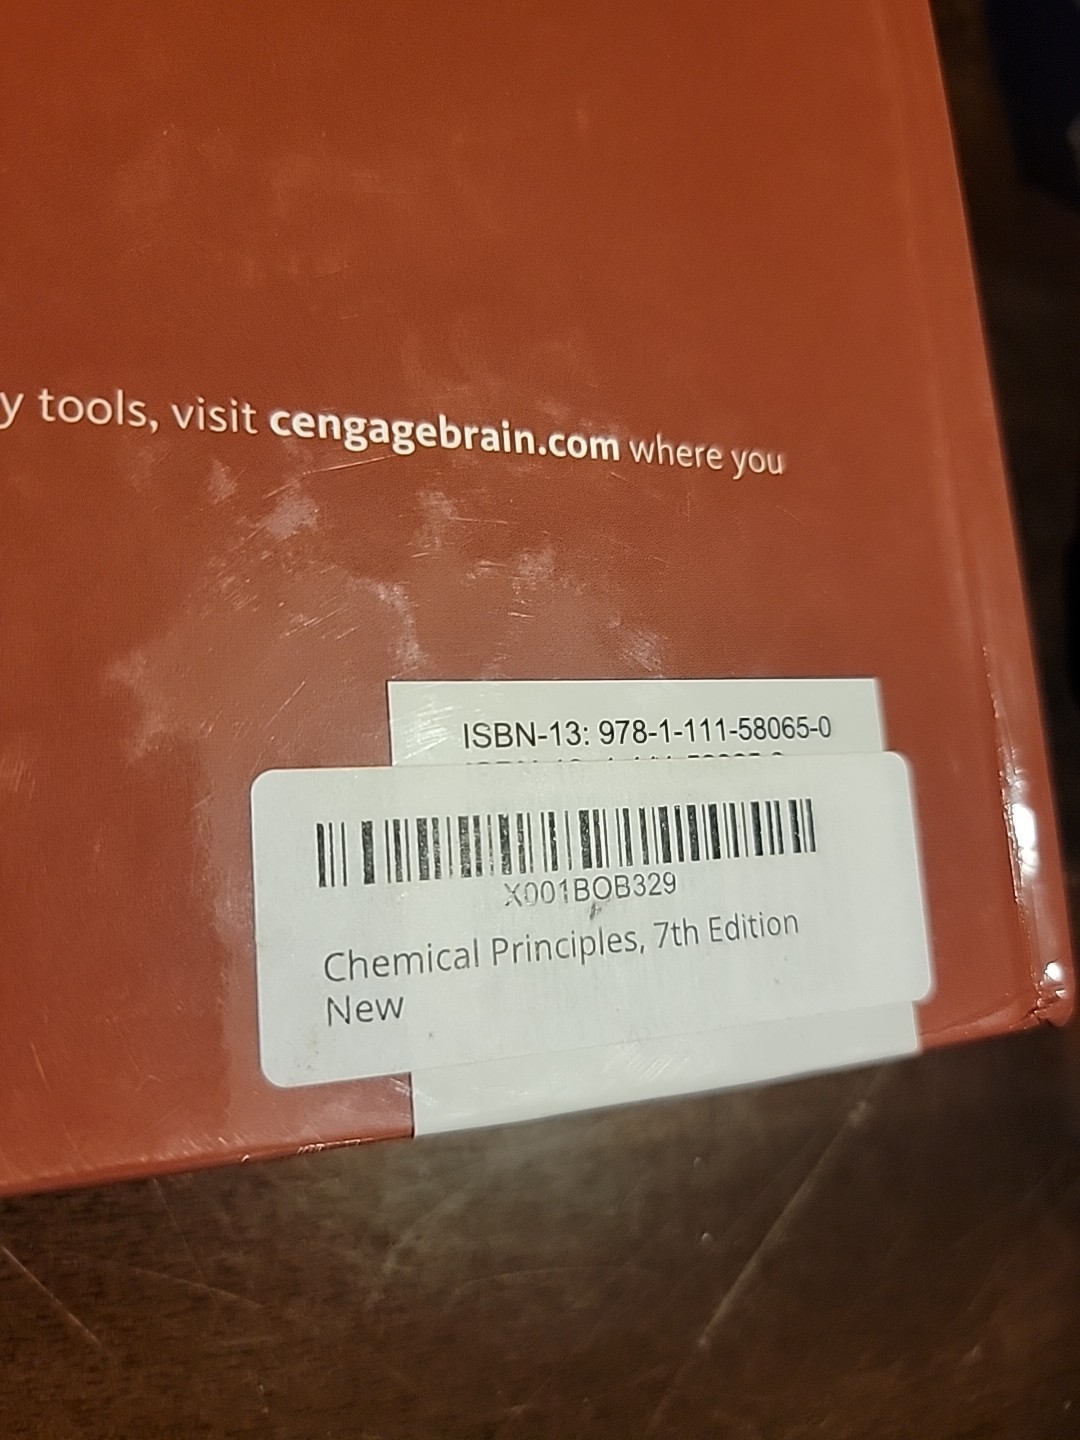 y tools, visit cengagebrain.com where you
ISBN-13: 978-1-111-58065-0
X001BOB329
Chemical Principles, 7th Edition
New